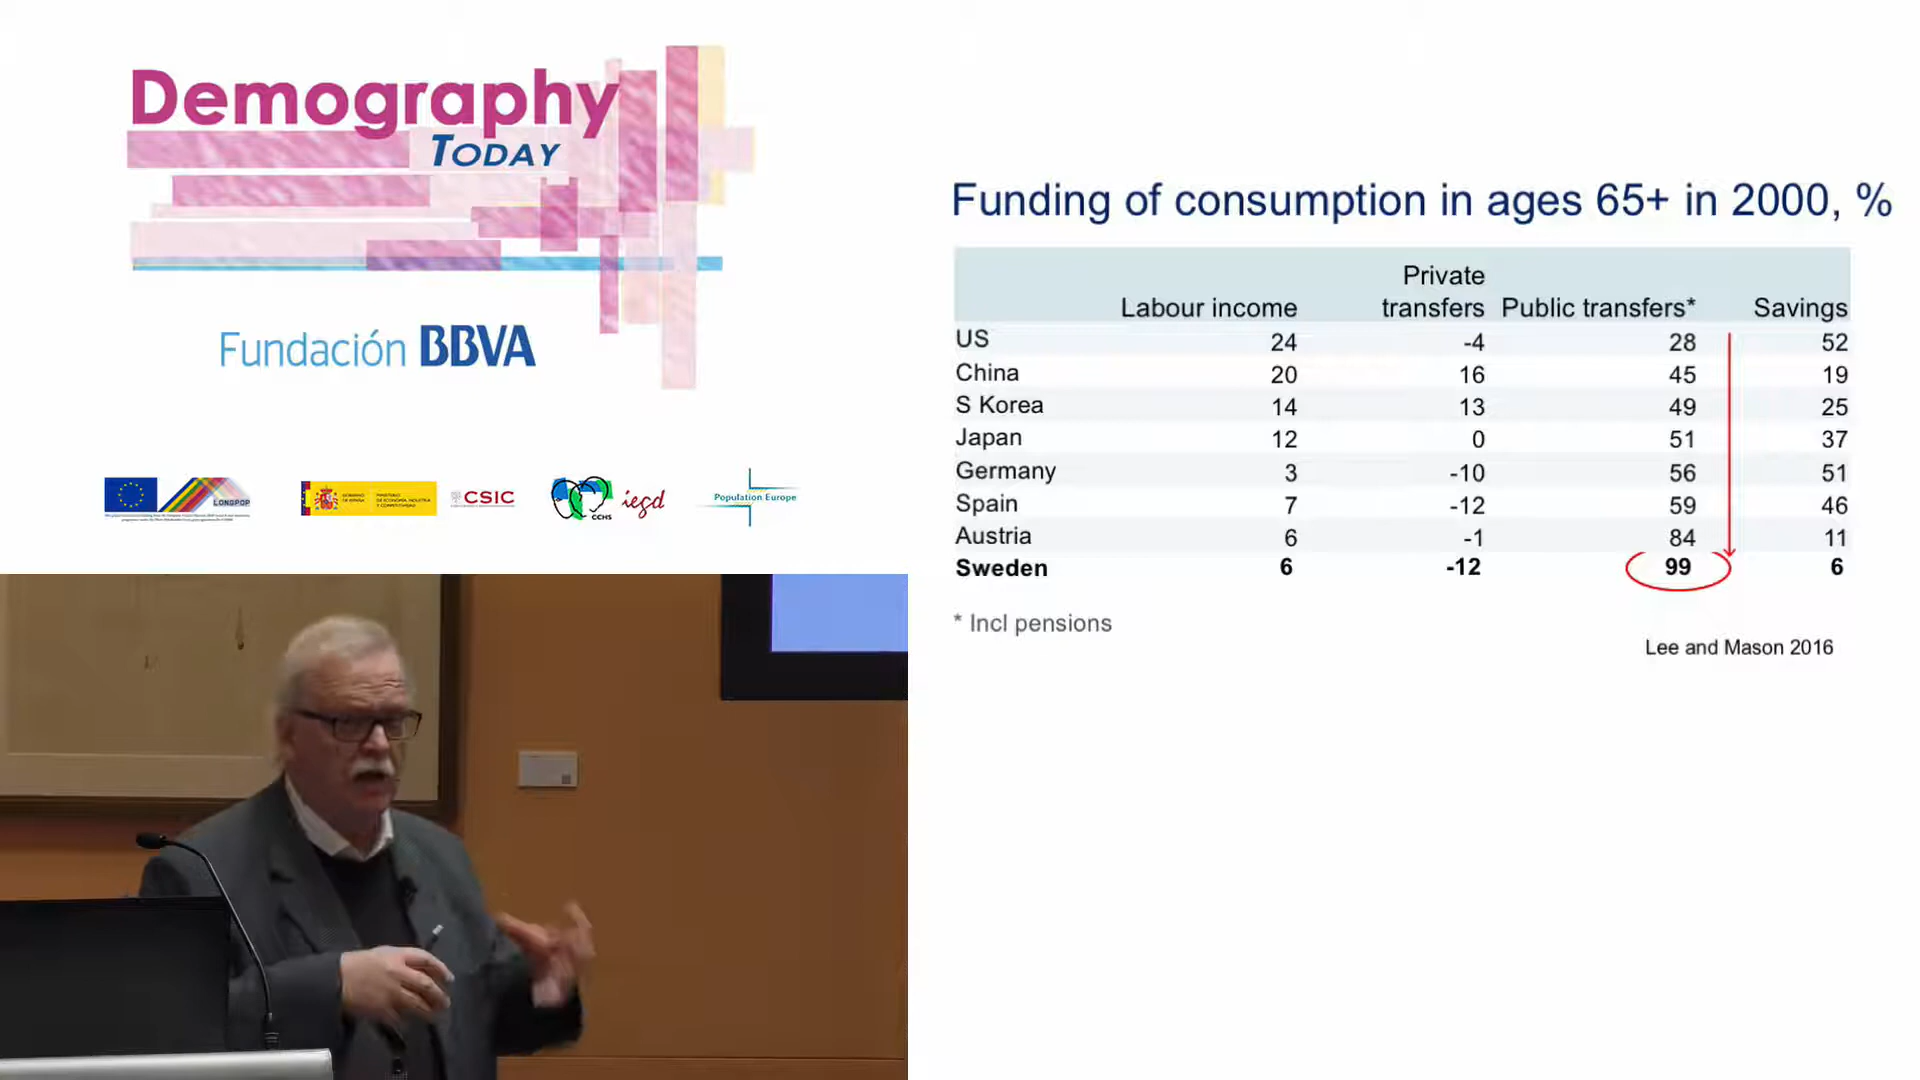 Demography
TODAY
Fundación BBVA
LONGPOP
CSIC
CCHS
iegd
Population Europe
Funding of consumption in ages 65+ in 2000, %
Labour income Private transfers Public transfers* Savings
US 24 -4 28 52
China 20 16 45 19
S Korea 14 13 49 25
Japan 12 0 51 37
Germany 3 -10 56 51
Spain 7 -12 59 46
Austria 6 -1 84 11
Sweden 6 -12 99 6
* Incl pensions
Lee and Mason 2016